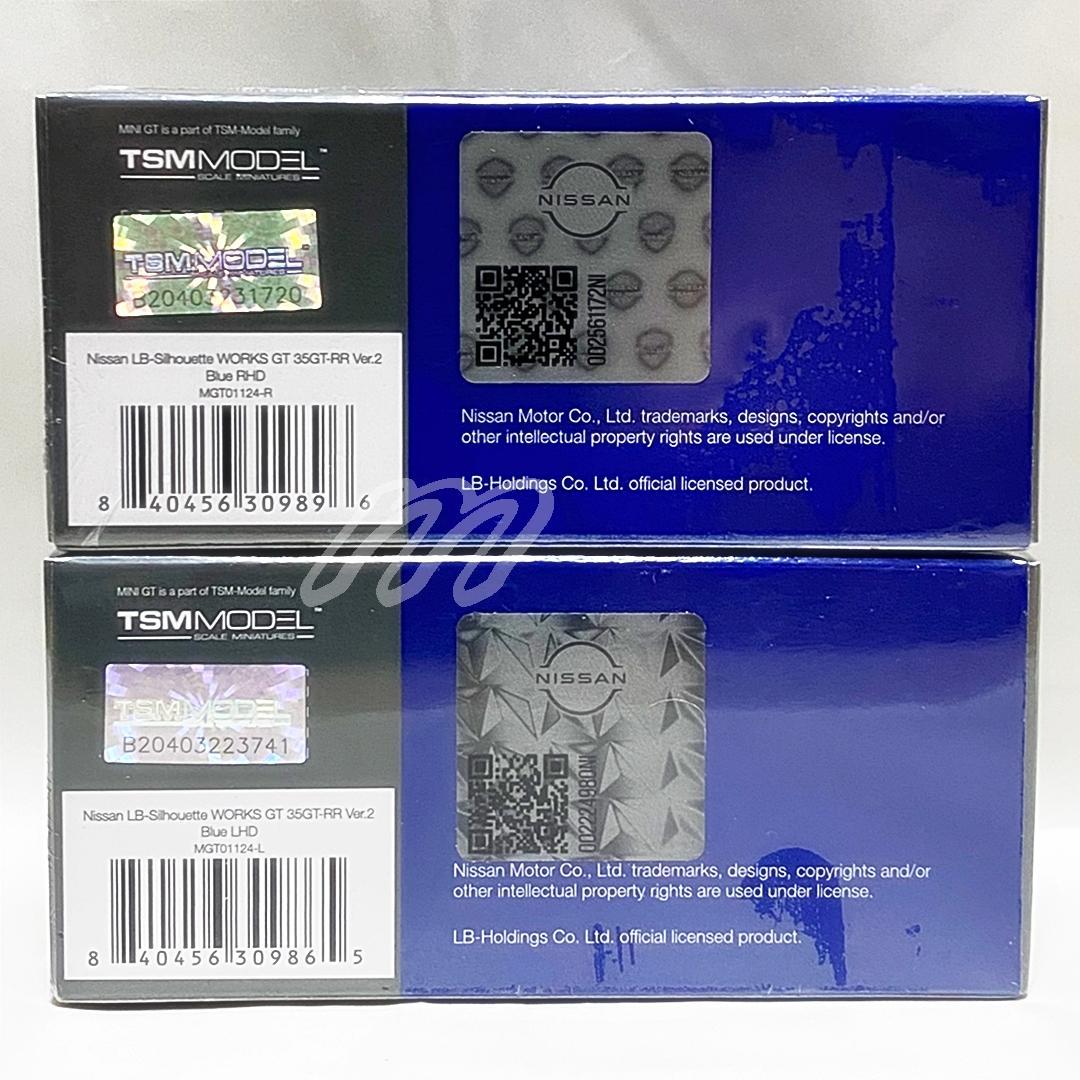 MINI GT is a part of TSM-Model family
TSMMODEL™
SCALE MINIATURES
TSMMODEL
NISSAN
0D2561172NI
Nissan LB-Silhouette WORKS GT 35GT-RR Ver.2
Blue RHD
MGT01124-R
8 40456 30989 6
Nissan Motor Co., Ltd. trademarks, designs, copyrights and/or
other intellectual property rights are used under license.
LB-Holdings Co. Ltd. official licensed product.
MINI GT is a part of TSM-Model family
TSMMODEL™
SCALE MINIATURES
TSMMODEL
B20403223741
NISSAN
Nissan LB-Silhouette WORKS GT 35GT-RR Ver.2
Blue LHD
MGT01124-L
8 40456 30986 5
Nissan Motor Co., Ltd. trademarks, designs, copyrights and/or
other intellectual property rights are used under license.
LB-Holdings Co. Ltd. official licensed product.